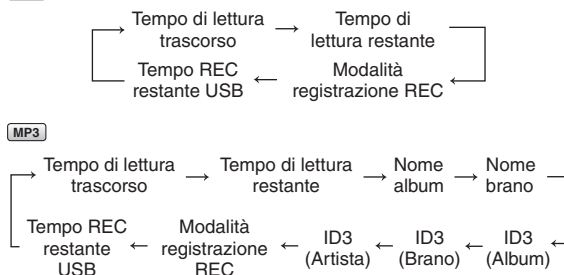 Tempo di lettura trascorso → Tempo di lettura restante
Tempo REC restante USB ← Modalità registrazione REC
MP3
Tempo di lettura trascorso → Tempo di lettura restante → Nome album → Nome brano
Tempo REC restante USB ← Modalità registrazione REC ← ID3 (Artista) ← ID3 (Brano) ← ID3 (Album)